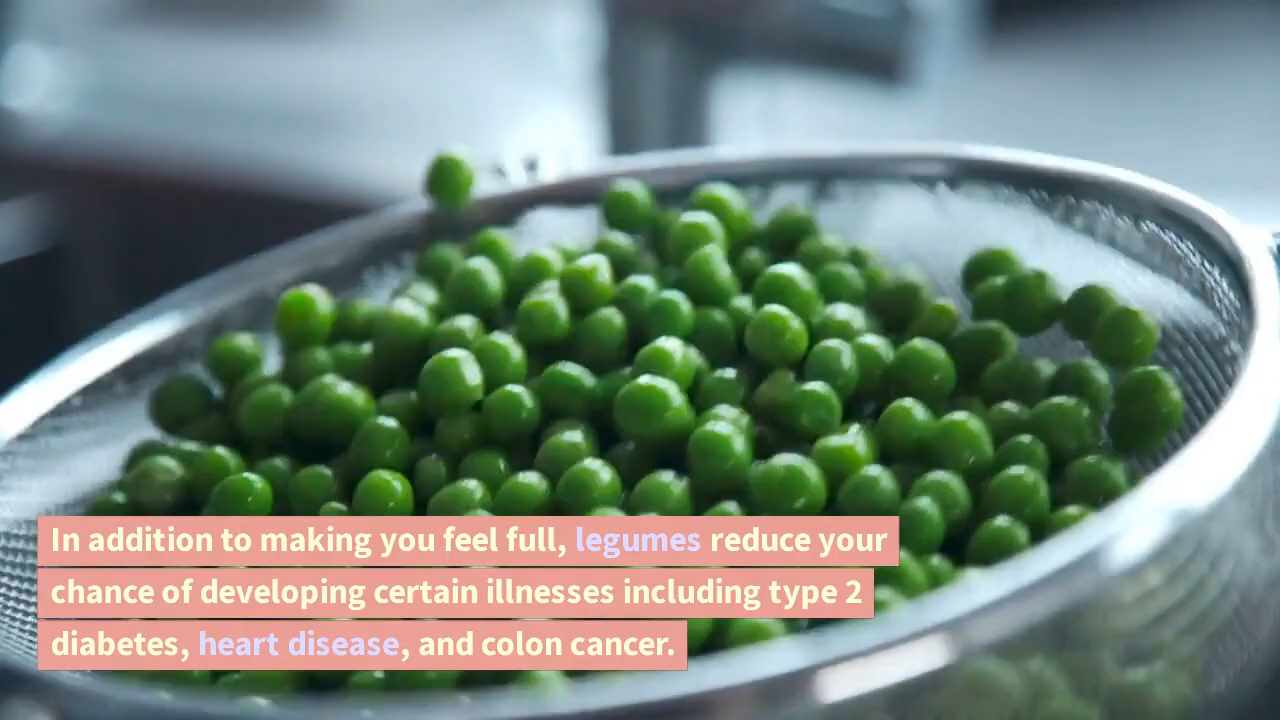 In addition to making you feel full, legumes reduce your
chance of developing certain illnesses including type 2
diabetes, heart disease, and colon cancer.